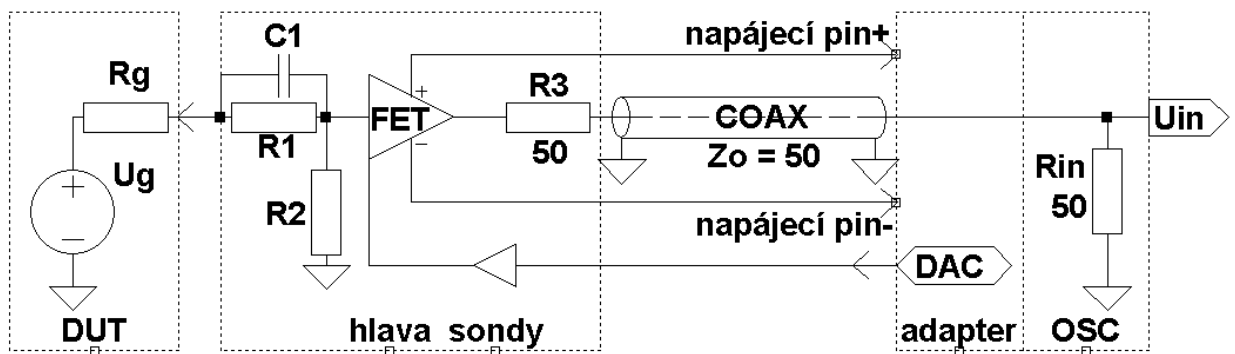 Rg
Ug
DUT
C1
R1
R2
FET
+
−
+
−
R3
50
napájecí pin+
COAX
Zo = 50
napájecí pin-
DAC
hlava sondy
adapter
Uin
Rin
50
OSC